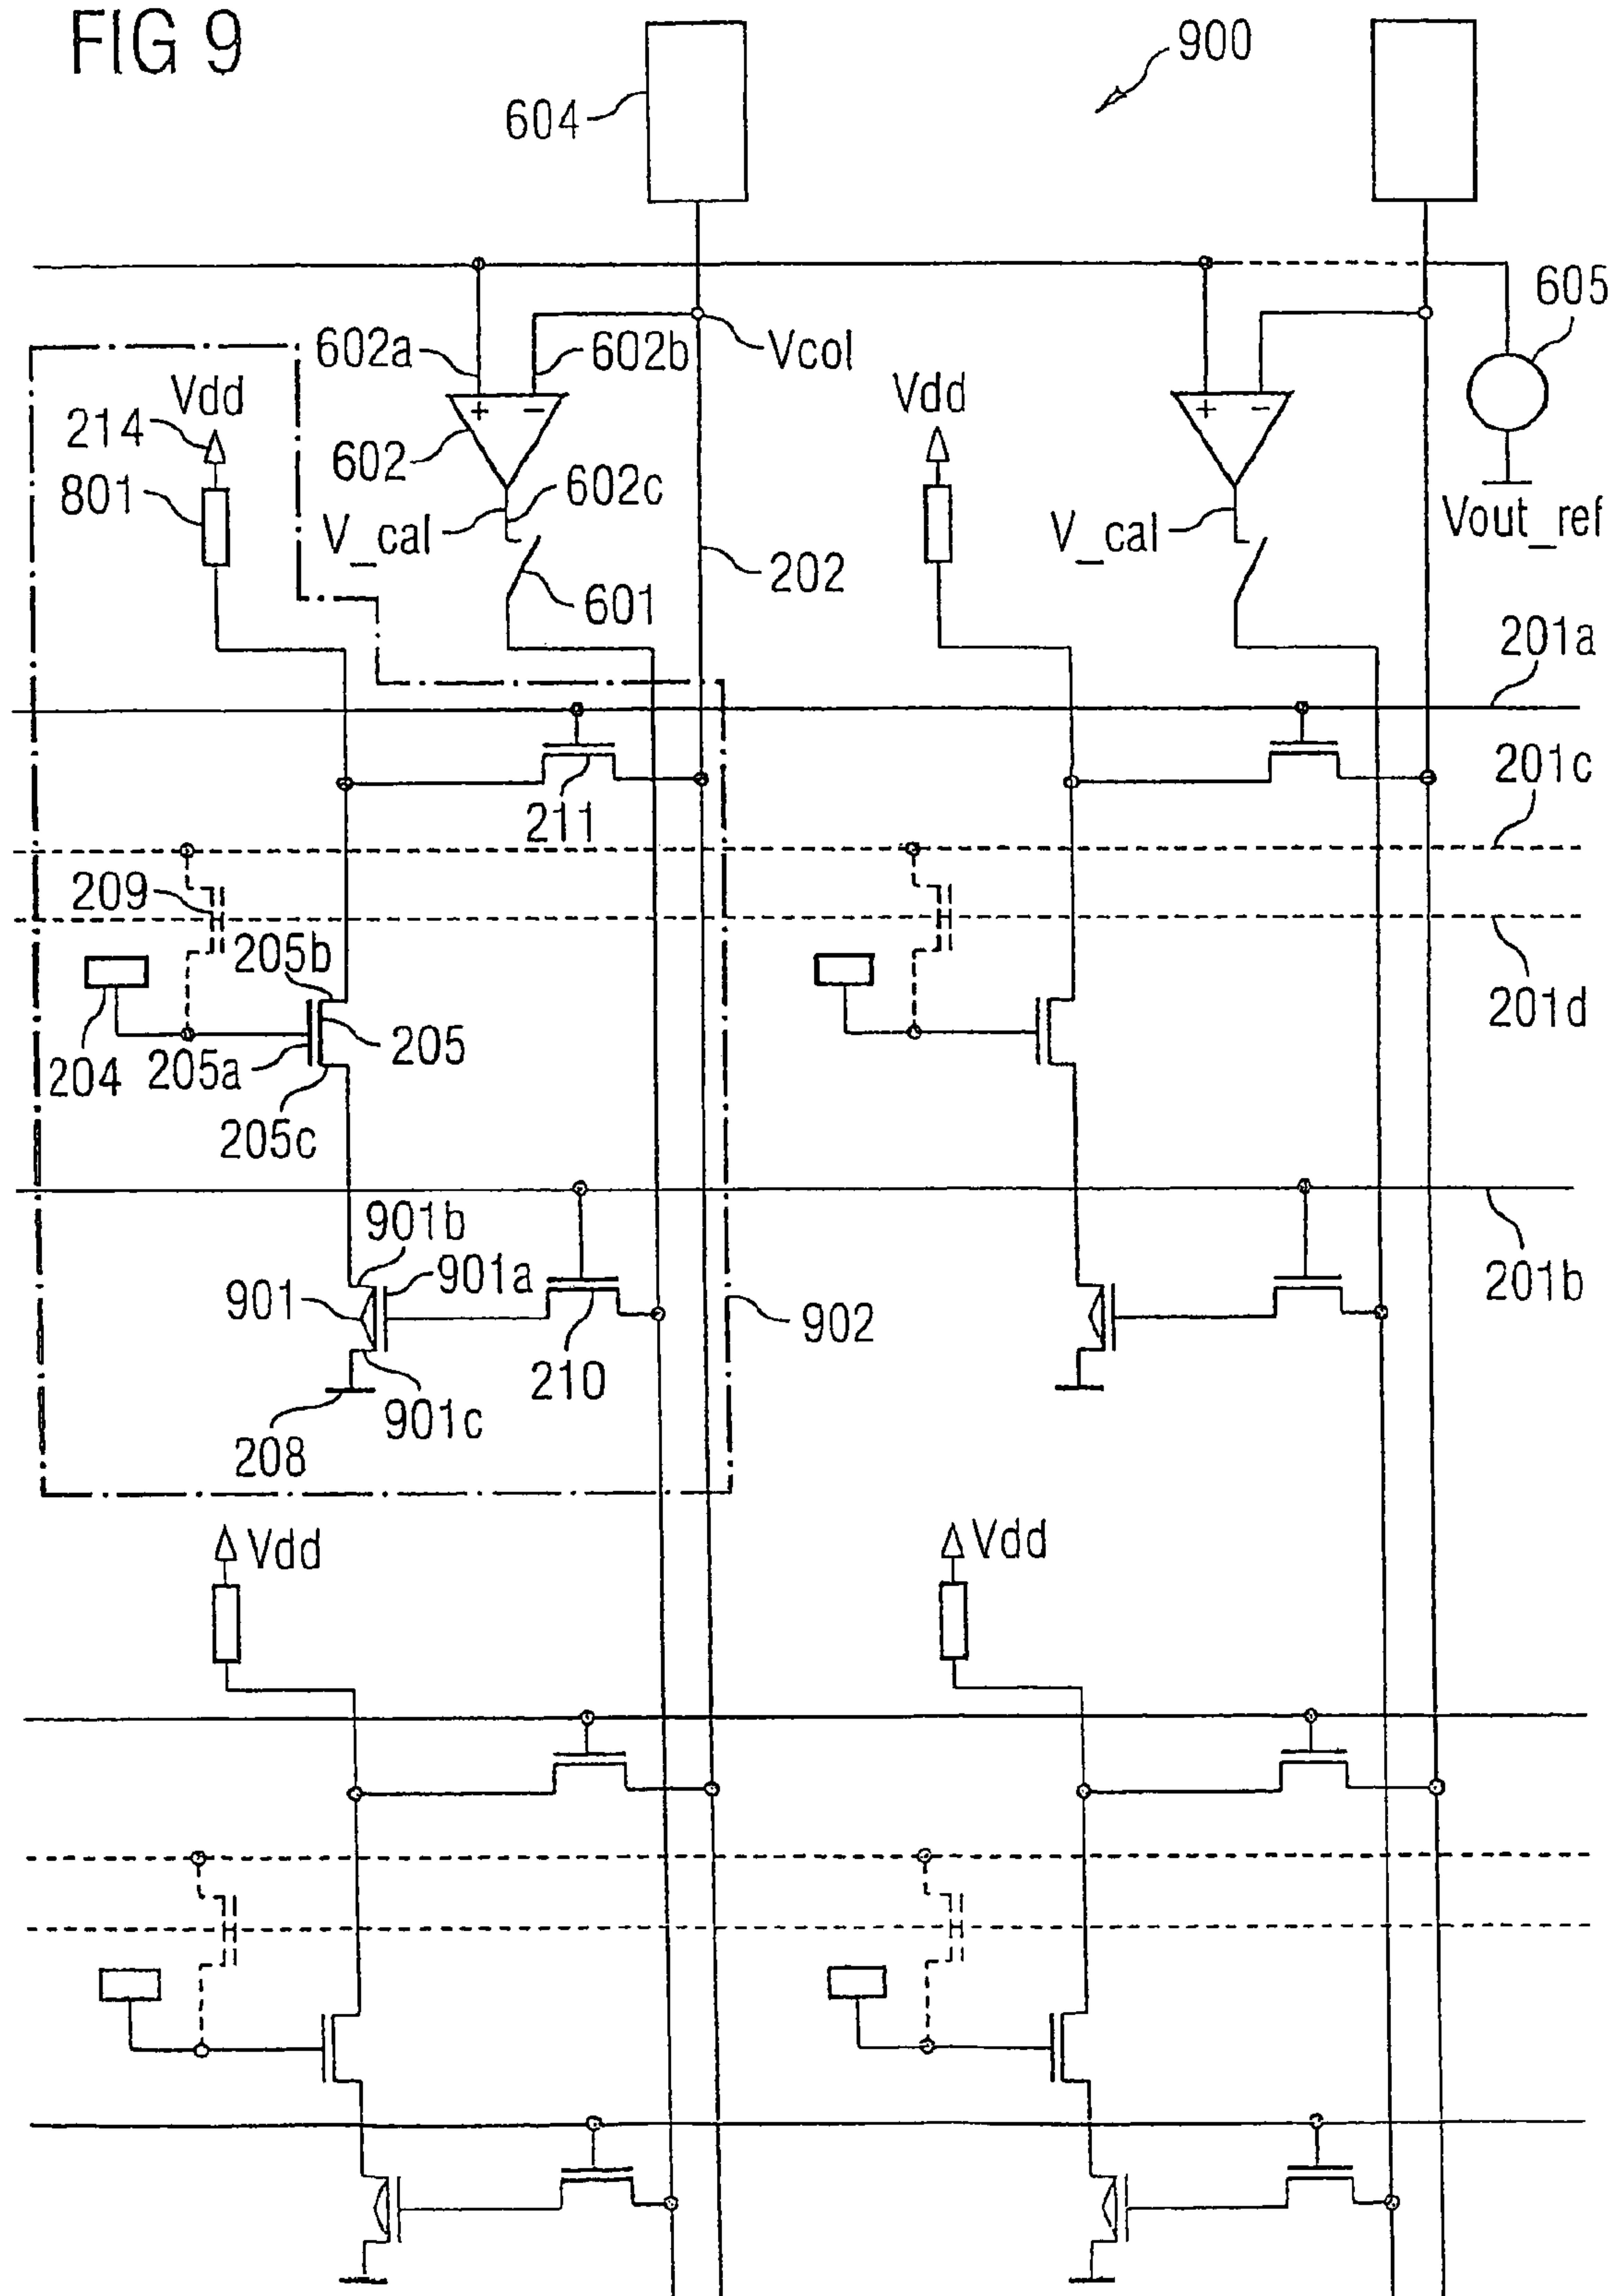 FIG 9
900
604
605
602a
602b
Vcol
Vdd
Vdd
214
+ −
+ −
602
602c
801
V_cal
V_cal
Vout_ref
202
601
201a
201c
211
209
205b
201d
205
204
205a
205c
901b
901a
201b
901
902
210
901c
208
Vdd
Vdd